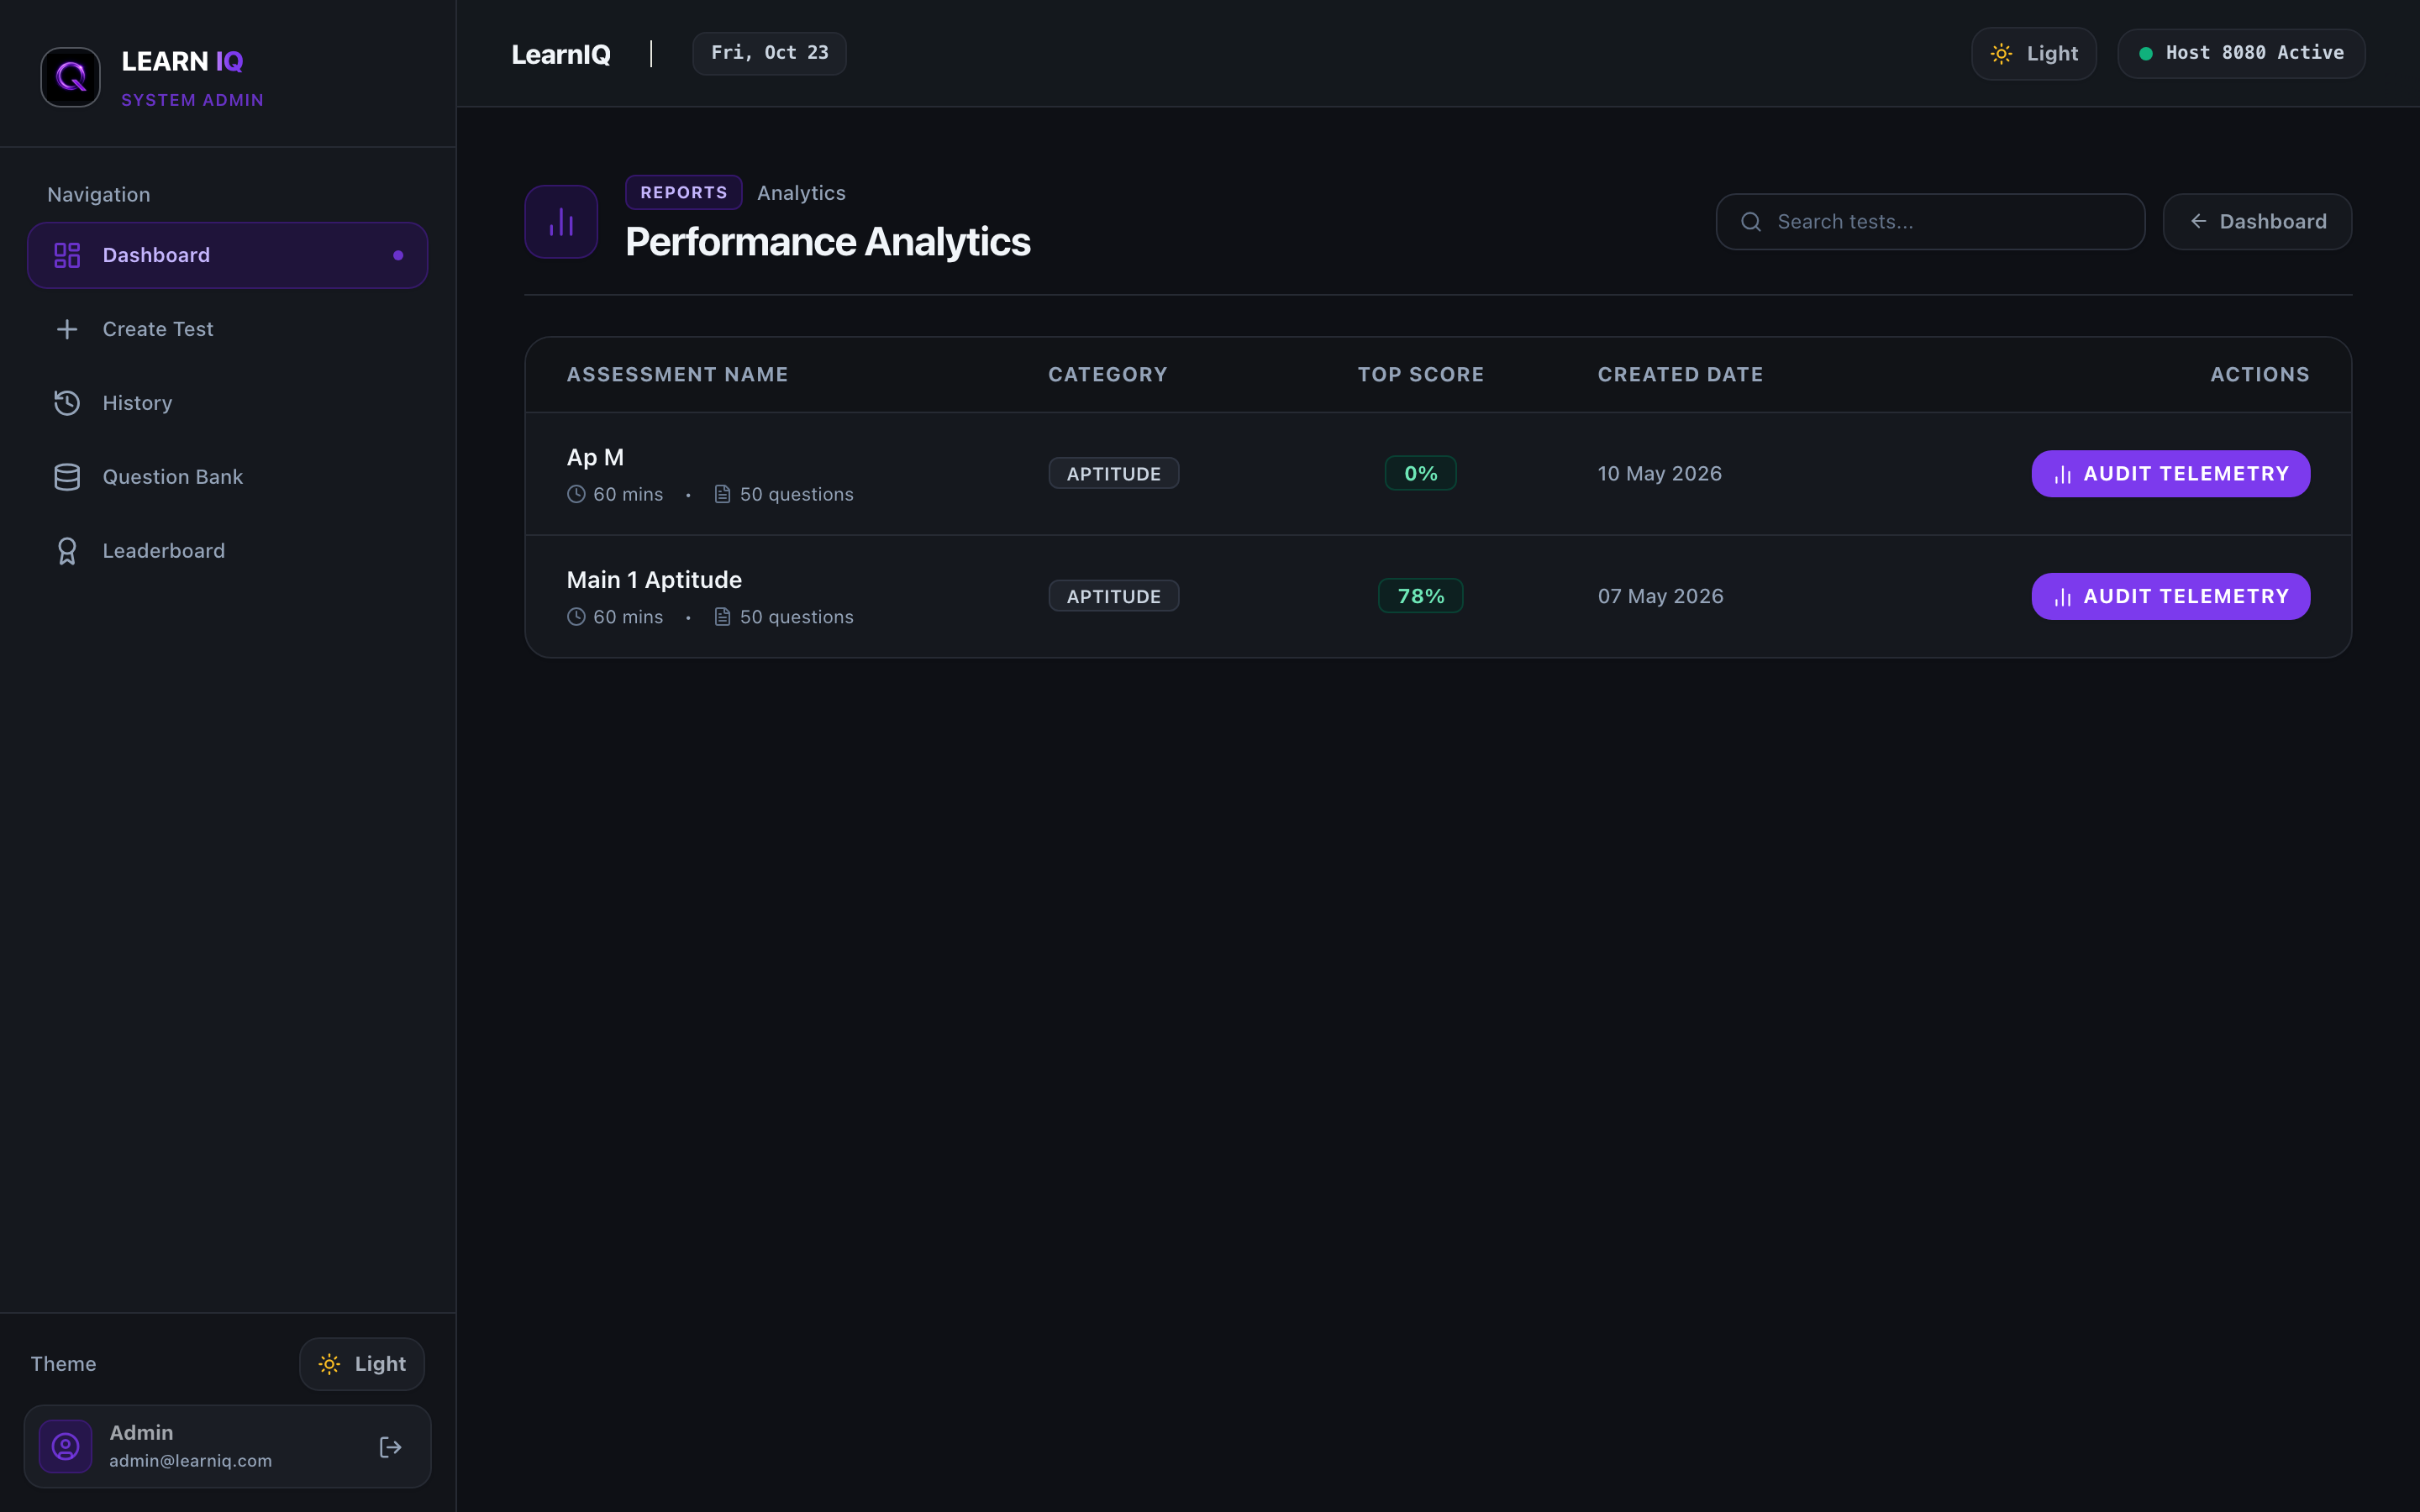 LEARN IQ
SYSTEM ADMIN
Navigation
Dashboard
Create Test
History
Question Bank
Leaderboard
Theme
Light
Admin
admin@learniq.com
LearnIQ
Fri, Oct 23
Light
Host 8080 Active
REPORTS Analytics
Performance Analytics
Search tests...
Dashboard
ASSESSMENT NAME CATEGORY TOP SCORE CREATED DATE ACTIONS
Ap M
60 mins • 50 questions
APTITUDE
0%
10 May 2026
AUDIT TELEMETRY
Main 1 Aptitude
60 mins • 50 questions
APTITUDE
78%
07 May 2026
AUDIT TELEMETRY